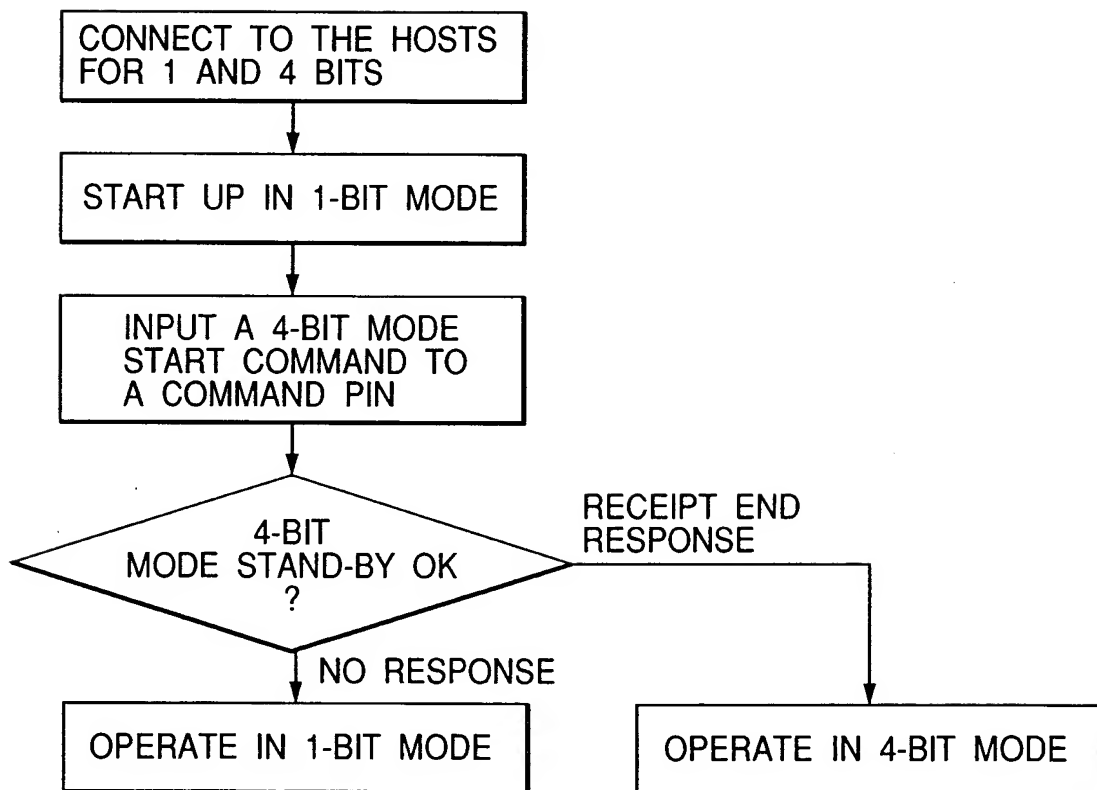 CONNECT TO THE HOSTS
FOR 1 AND 4 BITS
START UP IN 1-BIT MODE
INPUT A 4-BIT MODE
START COMMAND TO
A COMMAND PIN
4-BIT
MODE STAND-BY OK
?
RECEIPT END
RESPONSE
NO RESPONSE
OPERATE IN 1-BIT MODE
OPERATE IN 4-BIT MODE